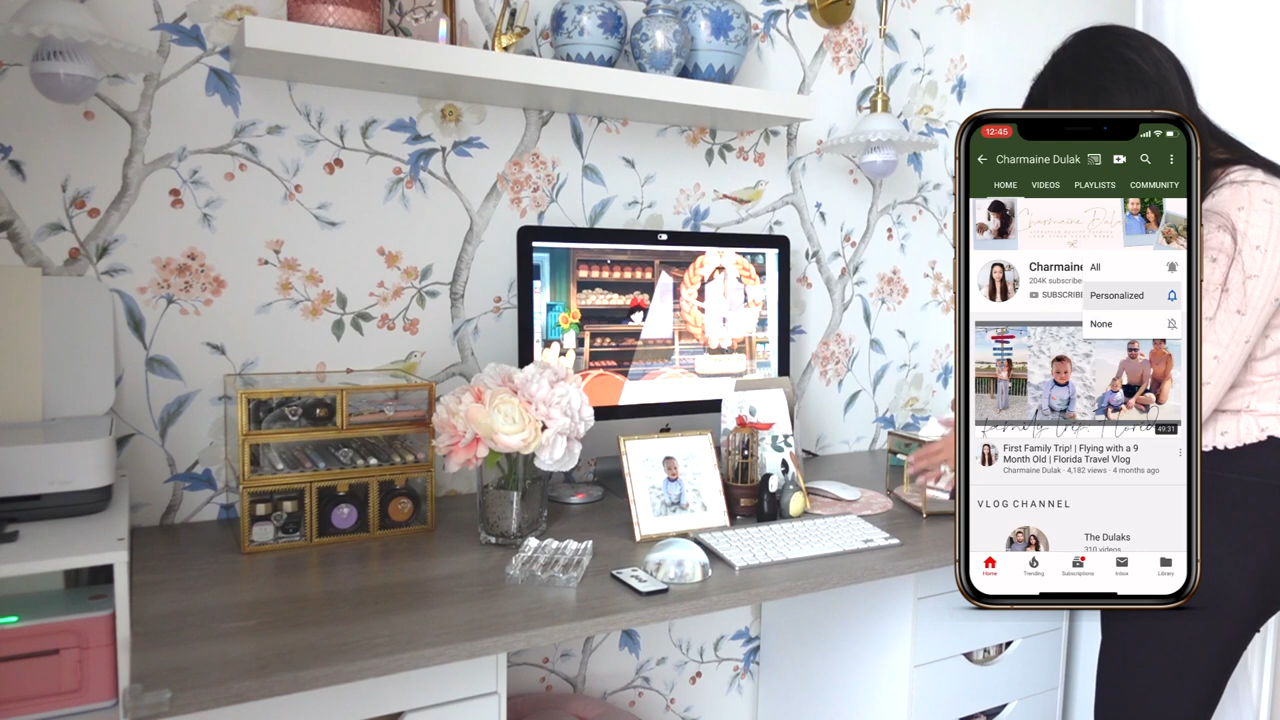 12:45
Charmaine Dulak
HOME VIDEOS PLAYLISTS COMMUNITY
Charmaine
204K subscribe
SUBSCRIBE
All
Personalized
None
49:31
First Family Trip! | Flying with a 9
Month Old | Florida Travel Vlog
Charmaine Dulak · 4,182 views · 4 months ago
VLOG CHANNEL
The Dulaks
310 videos
Home Trending Subscriptions Inbox Library